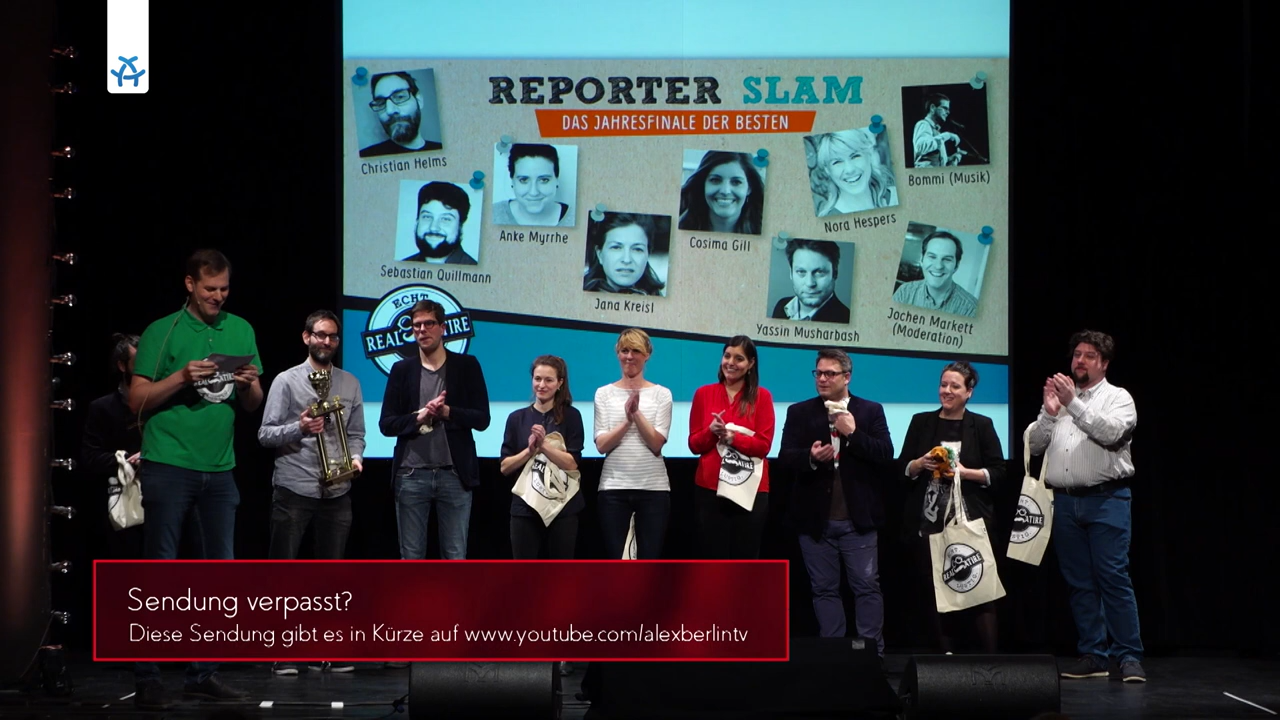 REPORTER SLAM
DAS JAHRESFINALE DER BESTEN
Christian Helms
Sebastian Quillmann
Anke Myrrhe
Jana Kreisl
Cosima Gill
Yassin Musharbash
Nora Hespers
Bommi (Musik)
Jochen Markett
(Moderation)
ECHT
REALSATIRE
Sendung verpasst?
Diese Sendung gibt es in Kürze auf www.youtube.com/alexberlintv